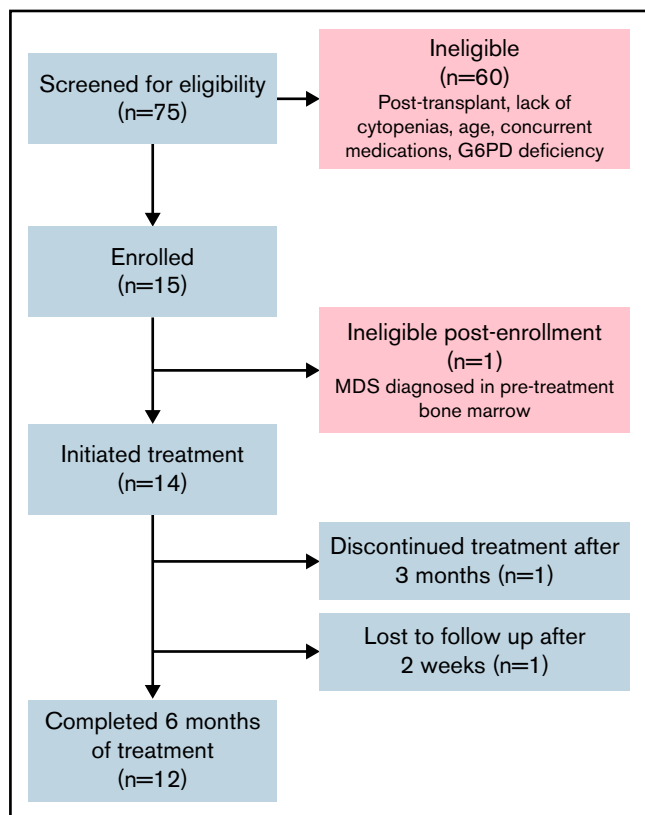 Screened for eligibility
(n=75)
Ineligible
(n=60)
Post-transplant, lack of
cytopenias, age, concurrent
medications, G6PD deficiency
Enrolled
(n=15)
Ineligible post-enrollment
(n=1)
MDS diagnosed in pre-treatment
bone marrow
Initiated treatment
(n=14)
Discontinued treatment after
3 months (n=1)
Lost to follow up after
2 weeks (n=1)
Completed 6 months
of treatment
(n=12)